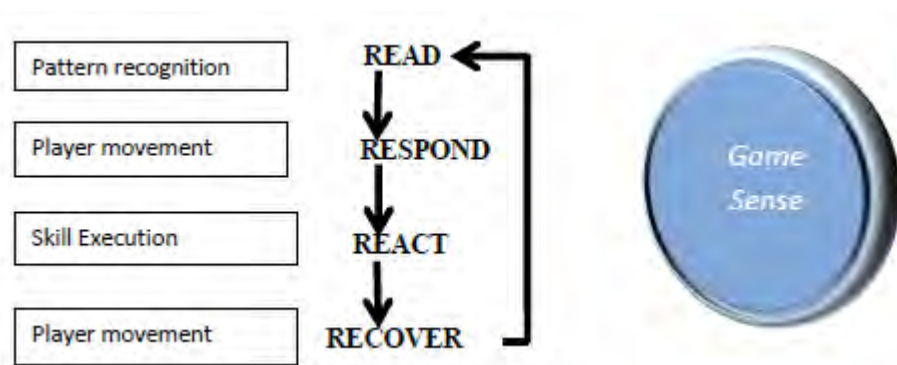 Pattern recognition
READ
Player movement
RESPOND
Skill Execution
REACT
Player movement
RECOVER
Game
Sense